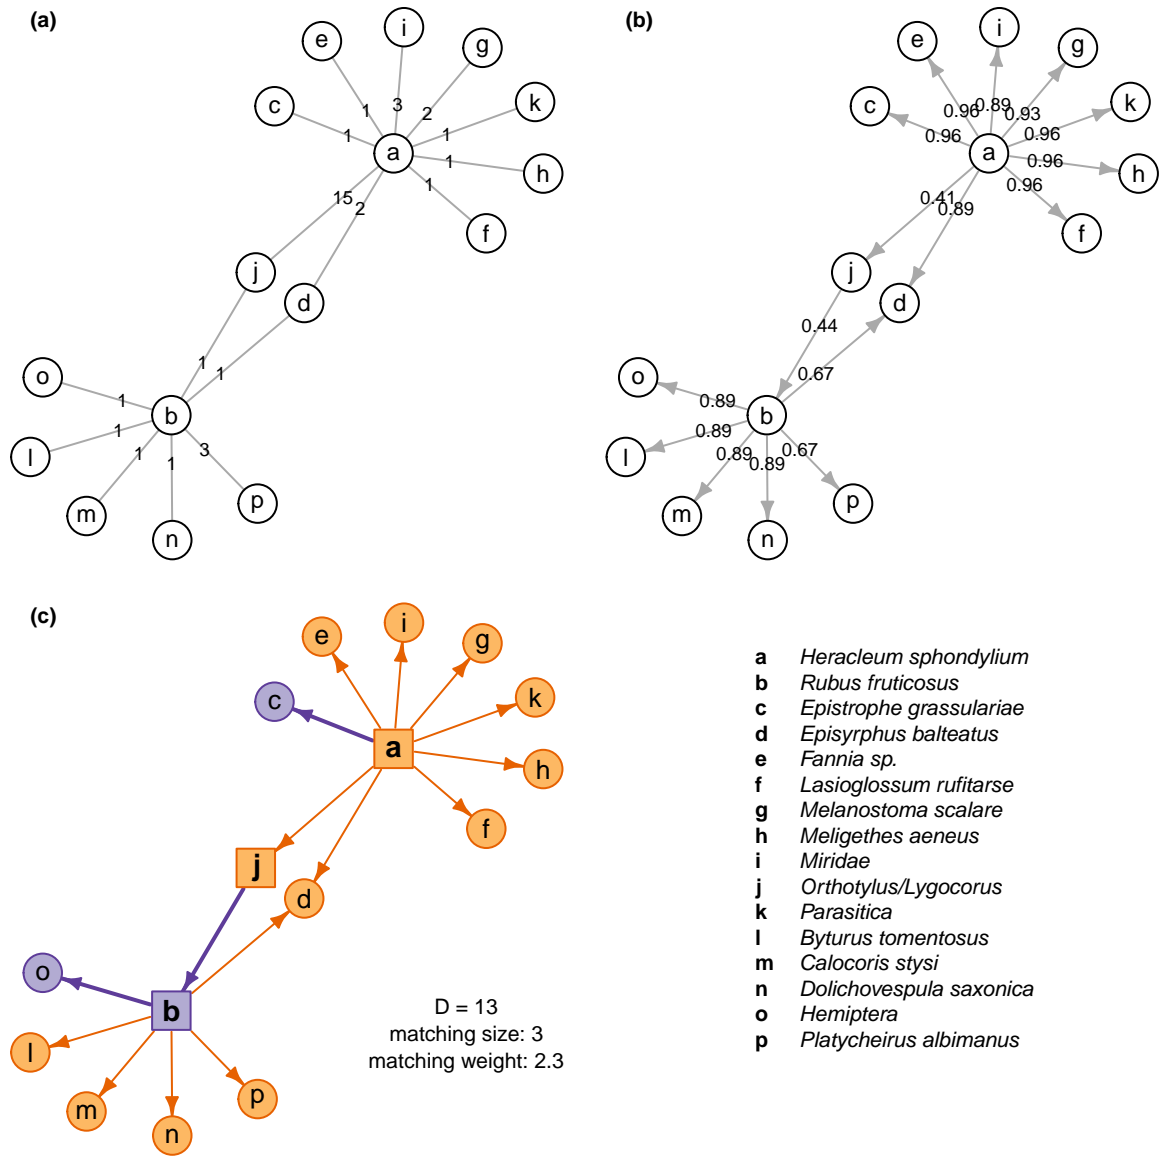 (a)
e
i
g
c
k
a
h
f
j
d
o
b
l
m
n
p
1
3
2
1
1
1
1
15
2
1
1
1
1
1
1
3
(b)
e
i
g
c
k
a
h
f
j
d
o
b
l
m
n
p
0.96
0.89
0.93
0.96
0.96
0.96
0.96
0.41
0.89
0.44
0.67
0.89
0.89
0.89
0.89
0.67
(c)
e
i
g
c
k
a
h
f
j
d
o
b
l
m
n
p
D = 13
matching size: 3
matching weight: 2.3
a Heracleum sphondylium
b Rubus fruticosus
c Epistrophe grassulariae
d Episyrphus balteatus
e Fannia sp.
f Lasioglossum rufitarse
g Melanostoma scalare
h Meligethes aeneus
i Miridae
j Orthotylus/Lygocorus
k Parasitica
l Byturus tomentosus
m Calocoris stysi
n Dolichovespula saxonica
o Hemiptera
p Platycheirus albimanus